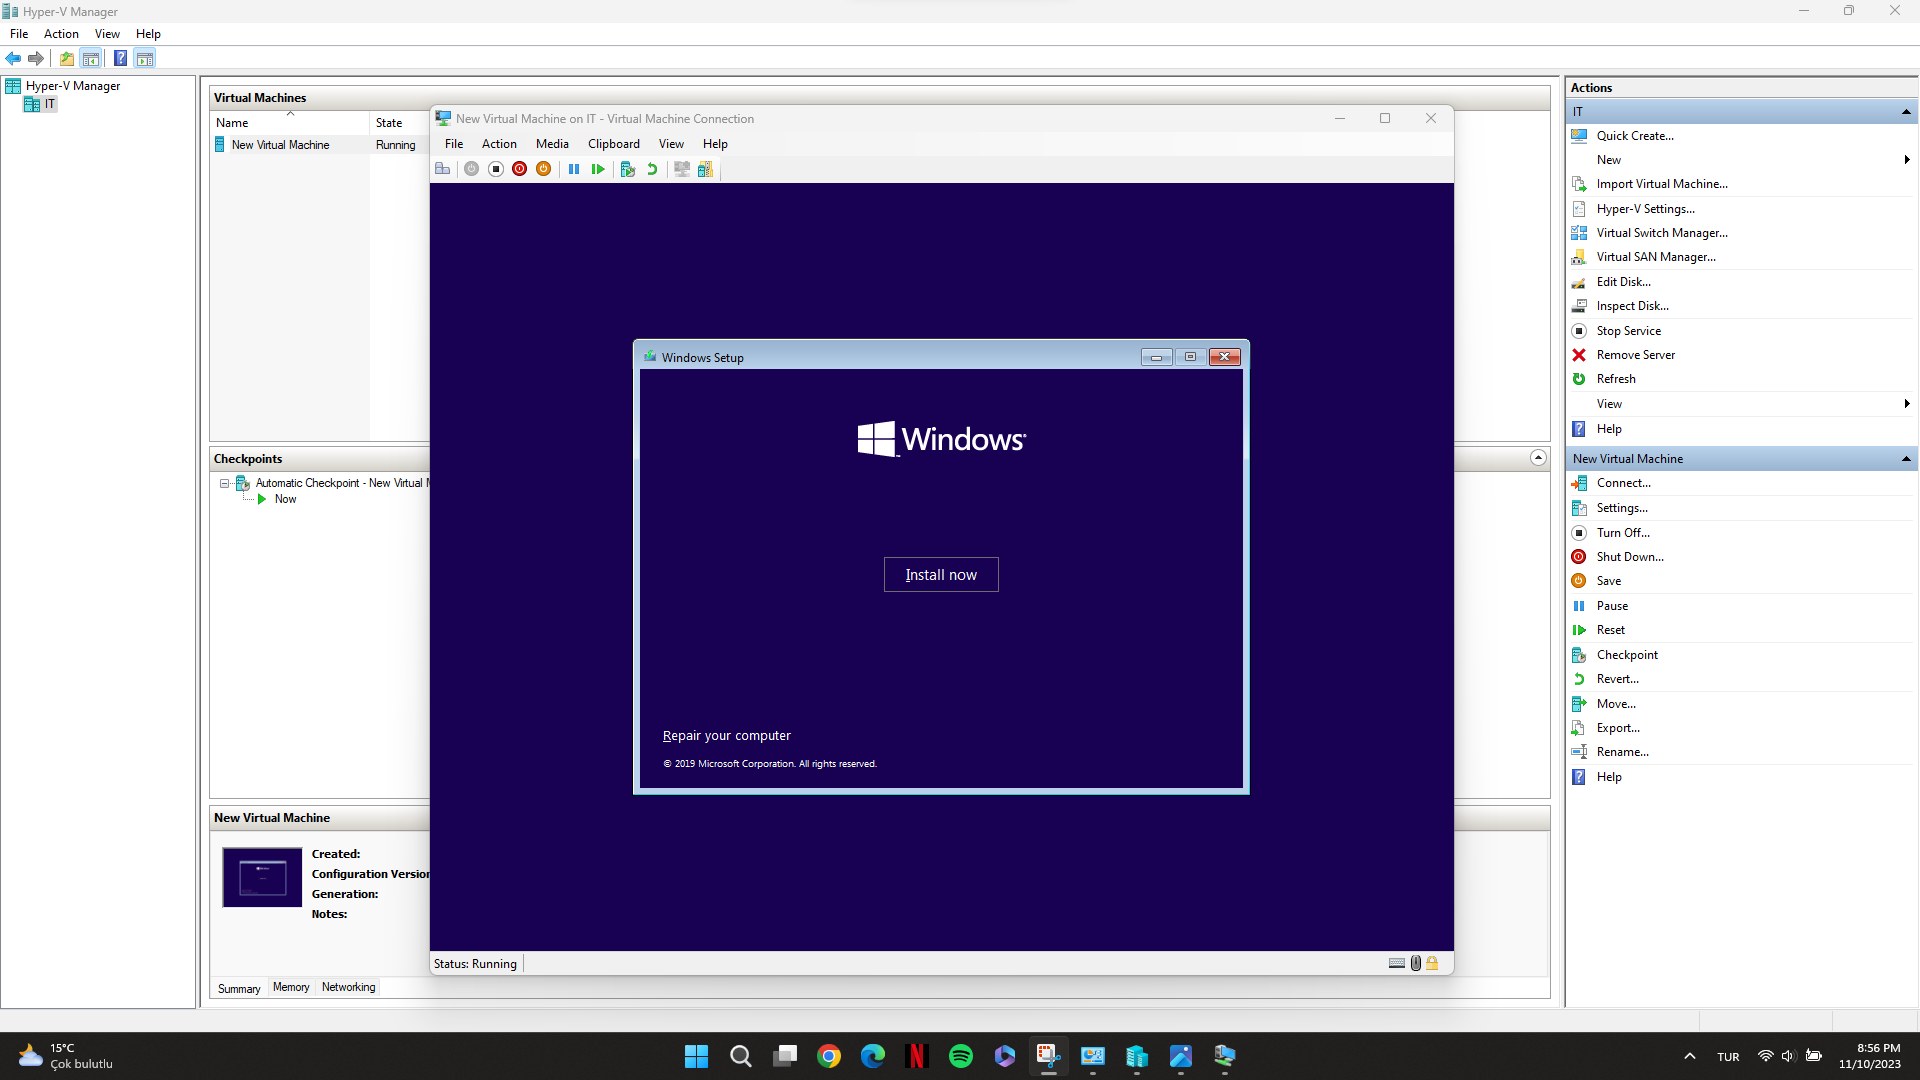 Hyper-V Manager
File Action View Help
Hyper-V Manager
IT
Virtual Machines
Name State
New Virtual Machine Running
Checkpoints
Automatic Checkpoint - New Virtual
Now
New Virtual Machine
Created:
Configuration Version
Generation:
Notes:
Summary Memory Networking
New Virtual Machine on IT - Virtual Machine Connection
File Action Media Clipboard View Help
Windows Setup
Windows
Install now
Repair your computer
© 2019 Microsoft Corporation. All rights reserved.
Status: Running
Actions
IT
Quick Create...
New
Import Virtual Machine...
Hyper-V Settings...
Virtual Switch Manager...
Virtual SAN Manager...
Edit Disk...
Inspect Disk...
Stop Service
Remove Server
Refresh
View
Help
New Virtual Machine
Connect...
Settings...
Turn Off...
Shut Down...
Save
Pause
Reset
Checkpoint
Revert...
Move...
Export...
Rename...
Help
15°C
Çok bulutlu
TUR
8:56 PM
11/10/2023